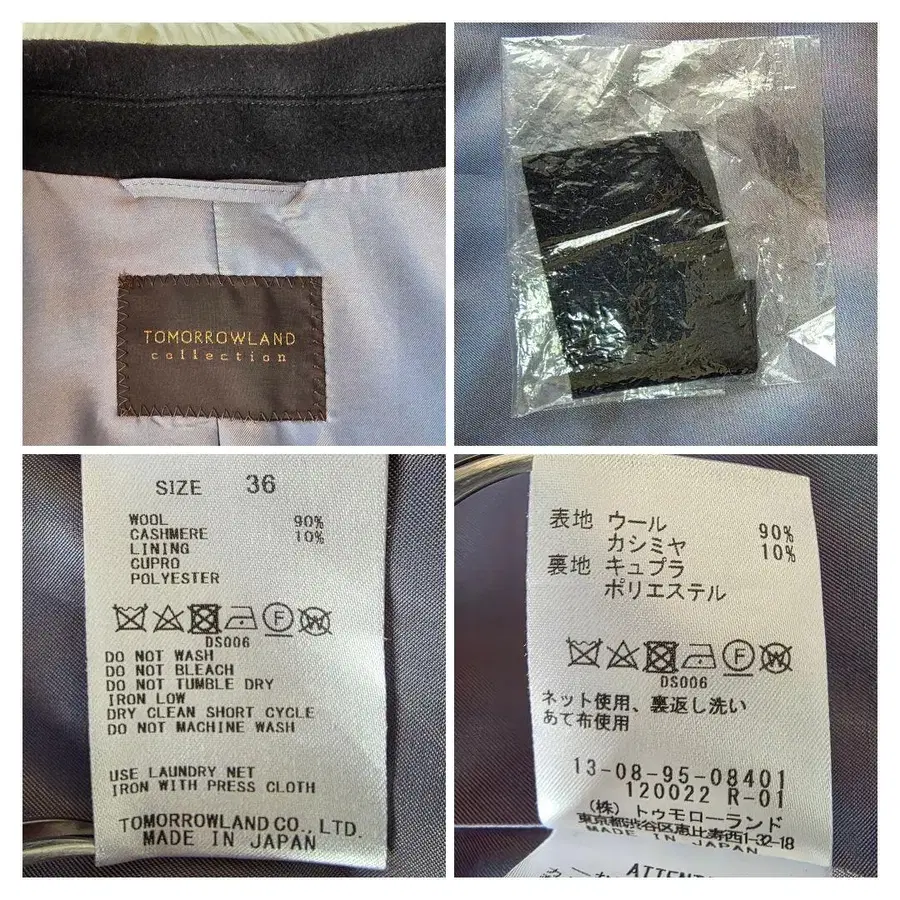 TOMORROWLAND
collection
SIZE 36
WOOL 90%
CASHMERE 10%
LINING
CUPRO
POLYESTER
DS006
DO NOT WASH
DO NOT BLEACH
DO NOT TUMBLE DRY
IRON LOW
DRY CLEAN SHORT CYCLE
DO NOT MACHINE WASH
USE LAUNDRY NET
IRON WITH PRESS CLOTH
TOMORROWLAND CO., LTD.
MADE IN JAPAN
表地 ウール 90%
カシミヤ 10%
裏地 キュプラ
ポリエステル
F W
DS006
ネット使用、裏返し洗い
あて布使用
13-08-95-08401
120022 R-01
(株) トゥモローランド
東京都渋谷区恵比寿西1-32-18
MADE IN JAPAN